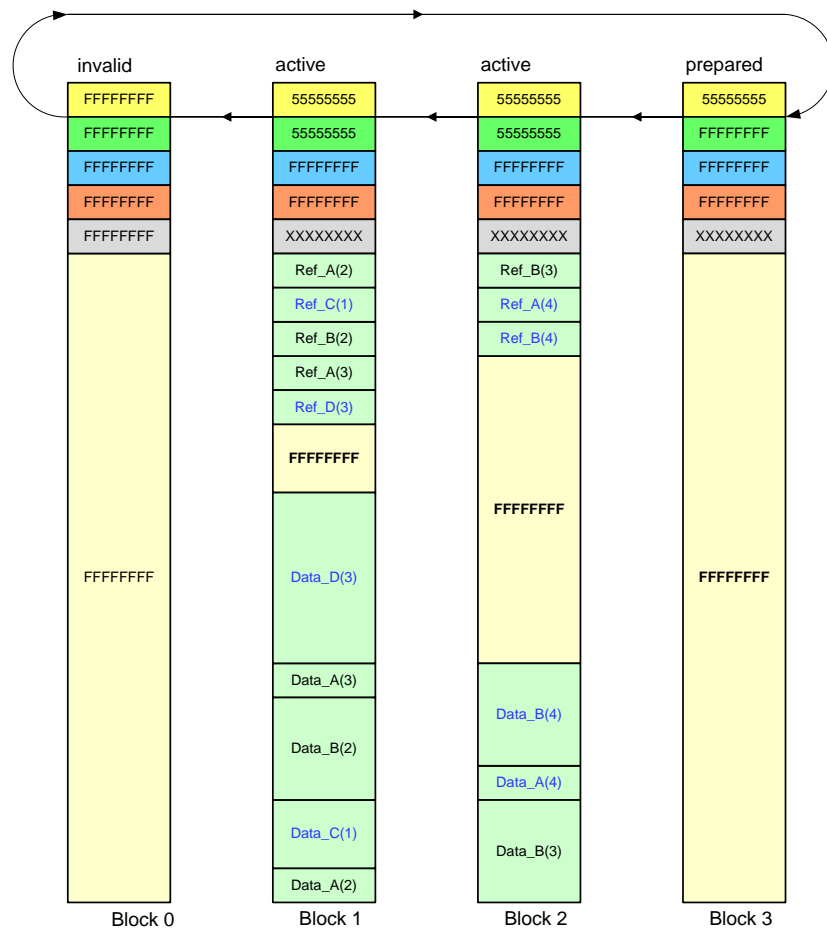 invalid
FFFFFFFF
FFFFFFFF
FFFFFFFF
FFFFFFFF
FFFFFFFF
FFFFFFFF
Block 0
active
55555555
55555555
FFFFFFFF
FFFFFFFF
XXXXXXXX
Ref_A(2)
Ref_C(1)
Ref_B(2)
Ref_A(3)
Ref_D(3)
FFFFFFFF
Data_D(3)
Data_A(3)
Data_B(2)
Data_C(1)
Data_A(2)
Block 1
active
55555555
55555555
FFFFFFFF
FFFFFFFF
XXXXXXXX
Ref_B(3)
Ref_A(4)
Ref_B(4)
FFFFFFFF
Data_B(4)
Data_A(4)
Data_B(3)
Block 2
prepared
55555555
FFFFFFFF
FFFFFFFF
FFFFFFFF
XXXXXXXX
FFFFFFFF
Block 3